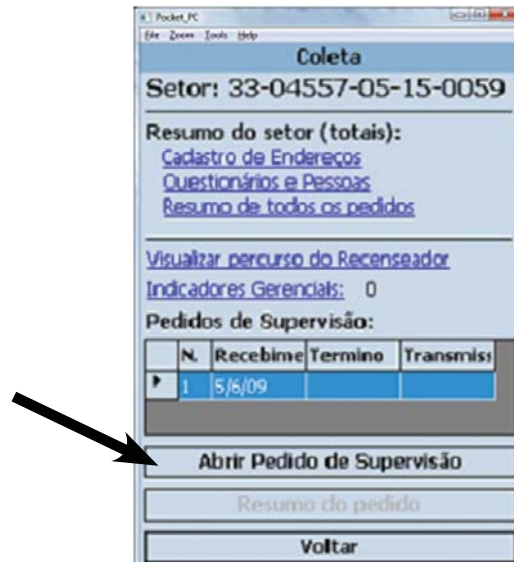 Pocket_PC
File Zoom Tools Help
Coleta
Setor: 33-04557-05-15-0059
Resumo do setor (totais):
Cadastro de Endereços
Questionários e Pessoas
Resumo de todos os pedidos
Visualizar percurso do Recenseador
Indicadores Gerenciais: 0
Pedidos de Supervisão:
N. Recebime Termino Transmiss
1 5/6/09
Abrir Pedido de Supervisão
Resumo do pedido
Voltar